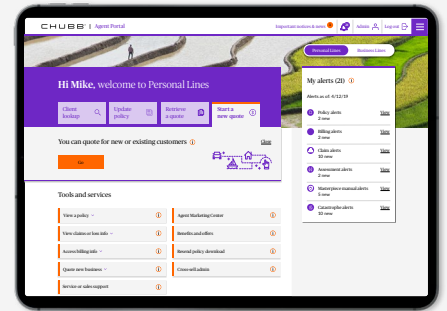 CHUBB® | Agent Portal
Important notices & news
Admin
Log out
Personal Lines
Business Lines
Hi Mike, welcome to Personal Lines
Client
lookup
Update
policy
Retrieve
a quote
Start a
new quote
You can quote for new or existing customers
Close
Go
My alerts (21)
Alerts as of: 4/12/19
Policy alerts
2 new
View
Billing alerts
2 new
View
Claim alerts
10 new
View
Assessment alerts
2 new
View
Masterpiece manual alerts
5 new
View
Catastrophe alerts
10 new
View
Tools and services
View a policy
Agent Marketing Center
View claims or loss info
Benefits and offers
Access billing info
Resend policy download
Quote new business
Cross-sell admin
Service or sales support